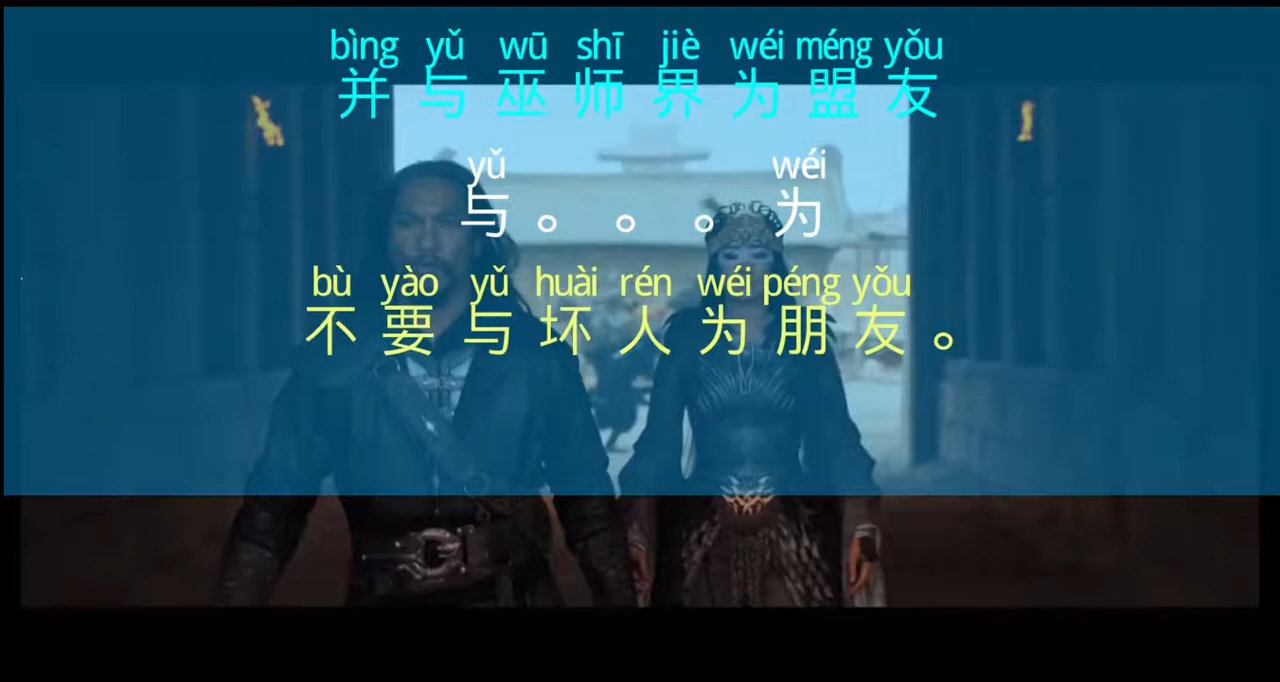 bìng yǔ wū shī jiè wéi méng yǒu
并与巫师界为盟友
yǔ wéi
与。。。为
bù yào yǔ huài rén wéi péng yǒu
不要与坏人为朋友。